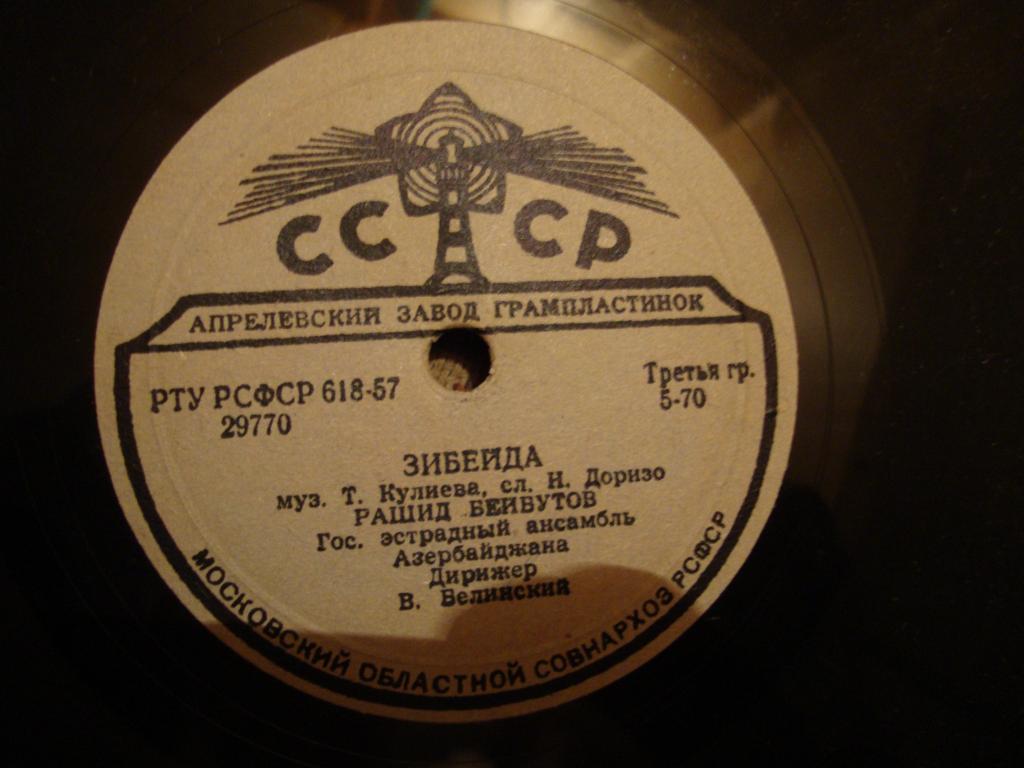 СССР
АПРЕЛЕВСКИЙ ЗАВОД ГРАМПЛАСТИНОК
РТУ РСФСР 618-57
29770
Третья гр.
5-70
ЗИБЕЙДА
муз. Т. Кулиева, сл. Н. Доризо
РАШИД БЕЙБУТОВ
Гос. эстрадный ансамбль
Азербайджана
Дирижер
В. Белинский
МОСКОВСКИЙ ОБЛАСТНОЙ СОВНАРХОЗ РСФСР